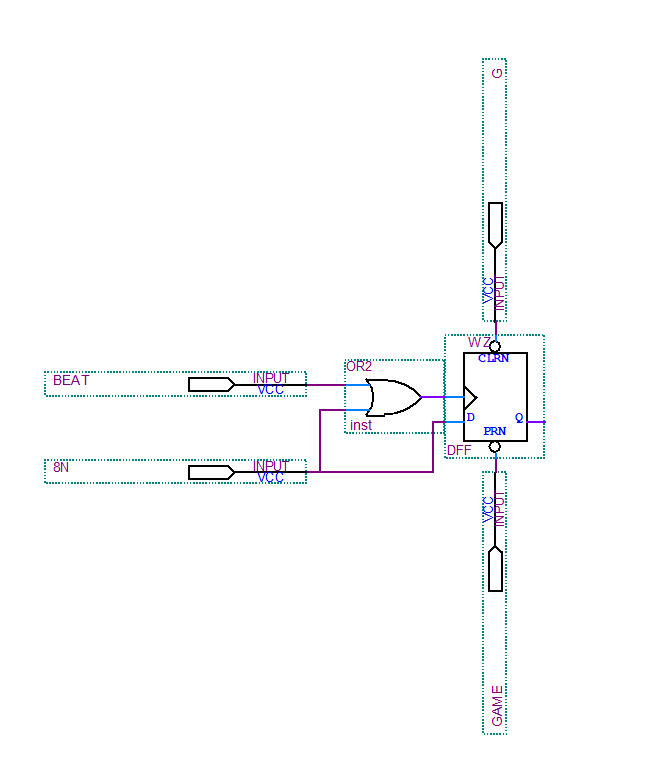 G
VCC
INPUT
WZ
CLRN
OR2
BEAT
INPUT
VCC
D
Q
inst
PRN
DFF
8N
INPUT
VCC
VCC
INPUT
GAME